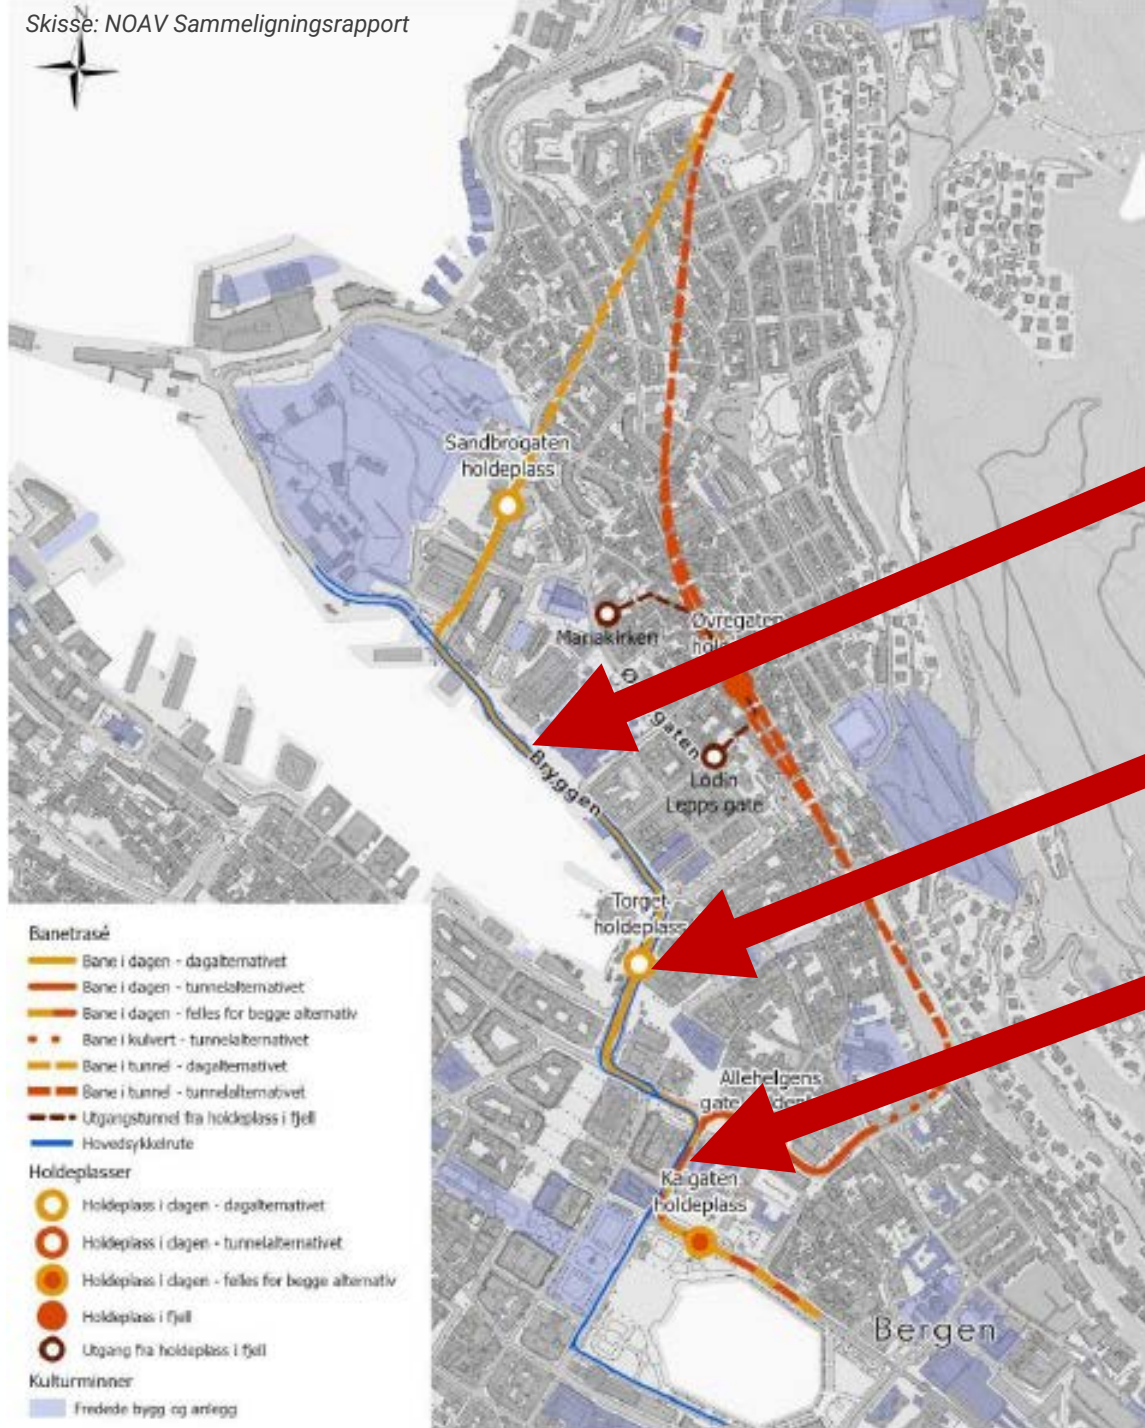 Skisse: NOAV Sammeligningsrapport
N
Sandbrogaten
holdeplass
Mariakirken
Øvregaten
Bryggen
gaten
Lodin
Lepps gate
Torget
holdeplass
Allehelgens
gate
Kaigaten
holdeplass
Bergen
Banetrasé
Bane i dagen - dagalternativet
Bane i dagen - tunnelalternativet
Bane i dagen - felles for begge alternativ
Bane i kulvert - tunnelalternativet
Bane i tunnel - dagalternativet
Bane i tunnel - tunnelalternativet
Utgangstunnel fra holdeplass i fjell
Hovedsykkelrute
Holdeplasser
Holdeplass i dagen - dagalternativet
Holdeplass i dagen - tunnelalternativet
Holdeplass i dagen - felles for begge alternativ
Holdeplass i fjell
Utgang fra holdeplass i fjell
Kulturminner
Fredede bygg og anlegg